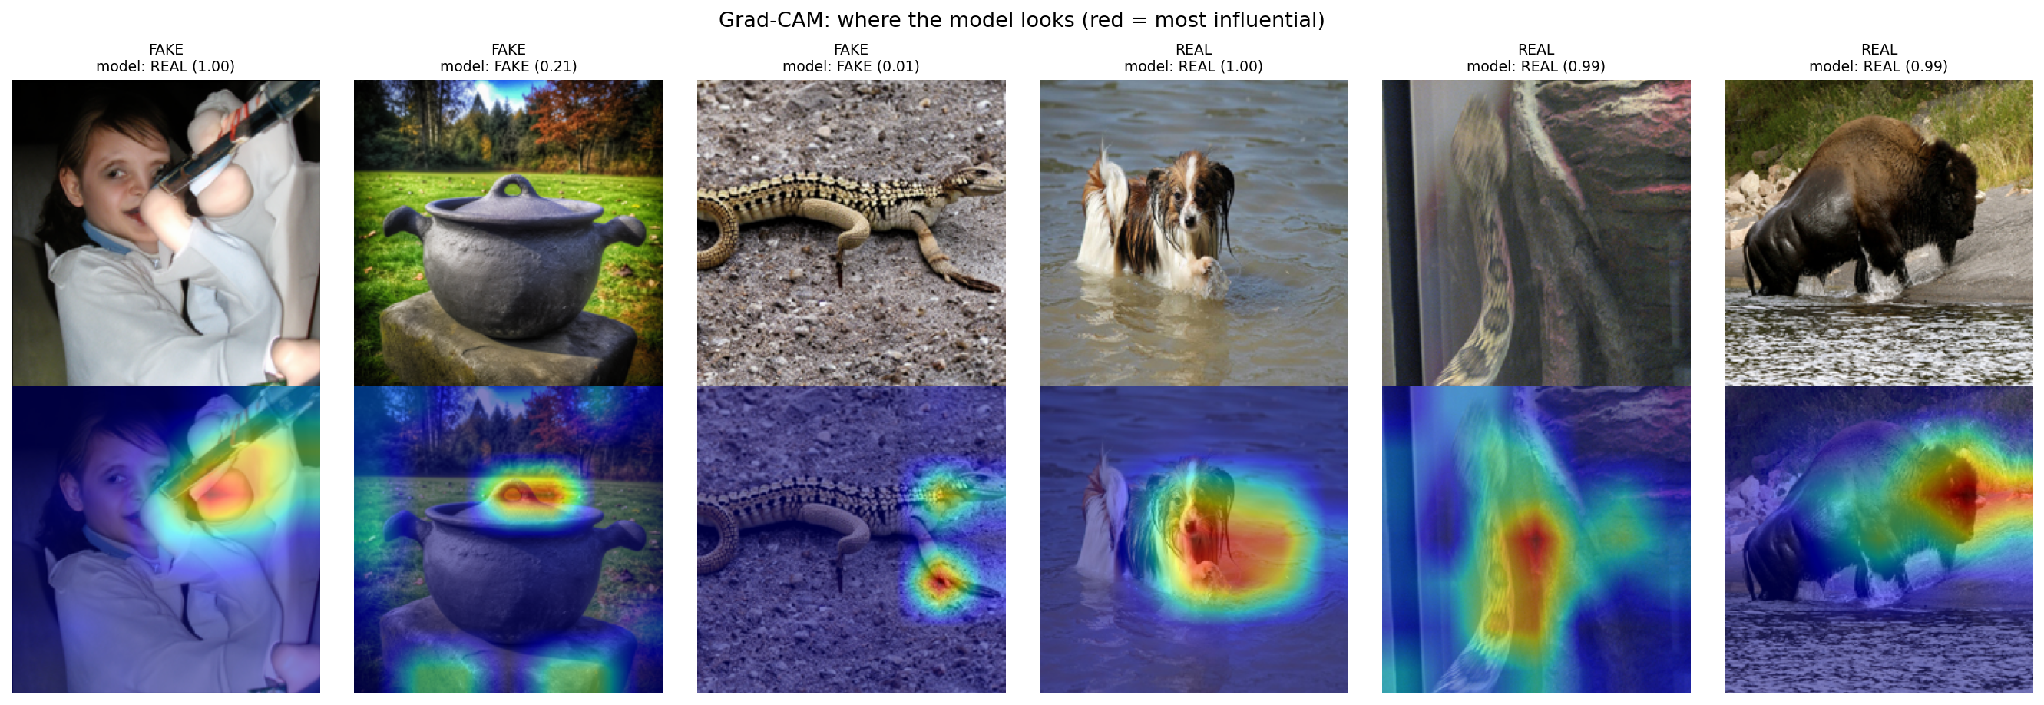 Grad-CAM: where the model looks (red = most influential)
FAKE
model: REAL (1.00)
FAKE
model: FAKE (0.21)
FAKE
model: FAKE (0.01)
REAL
model: REAL (1.00)
REAL
model: REAL (0.99)
REAL
model: REAL (0.99)